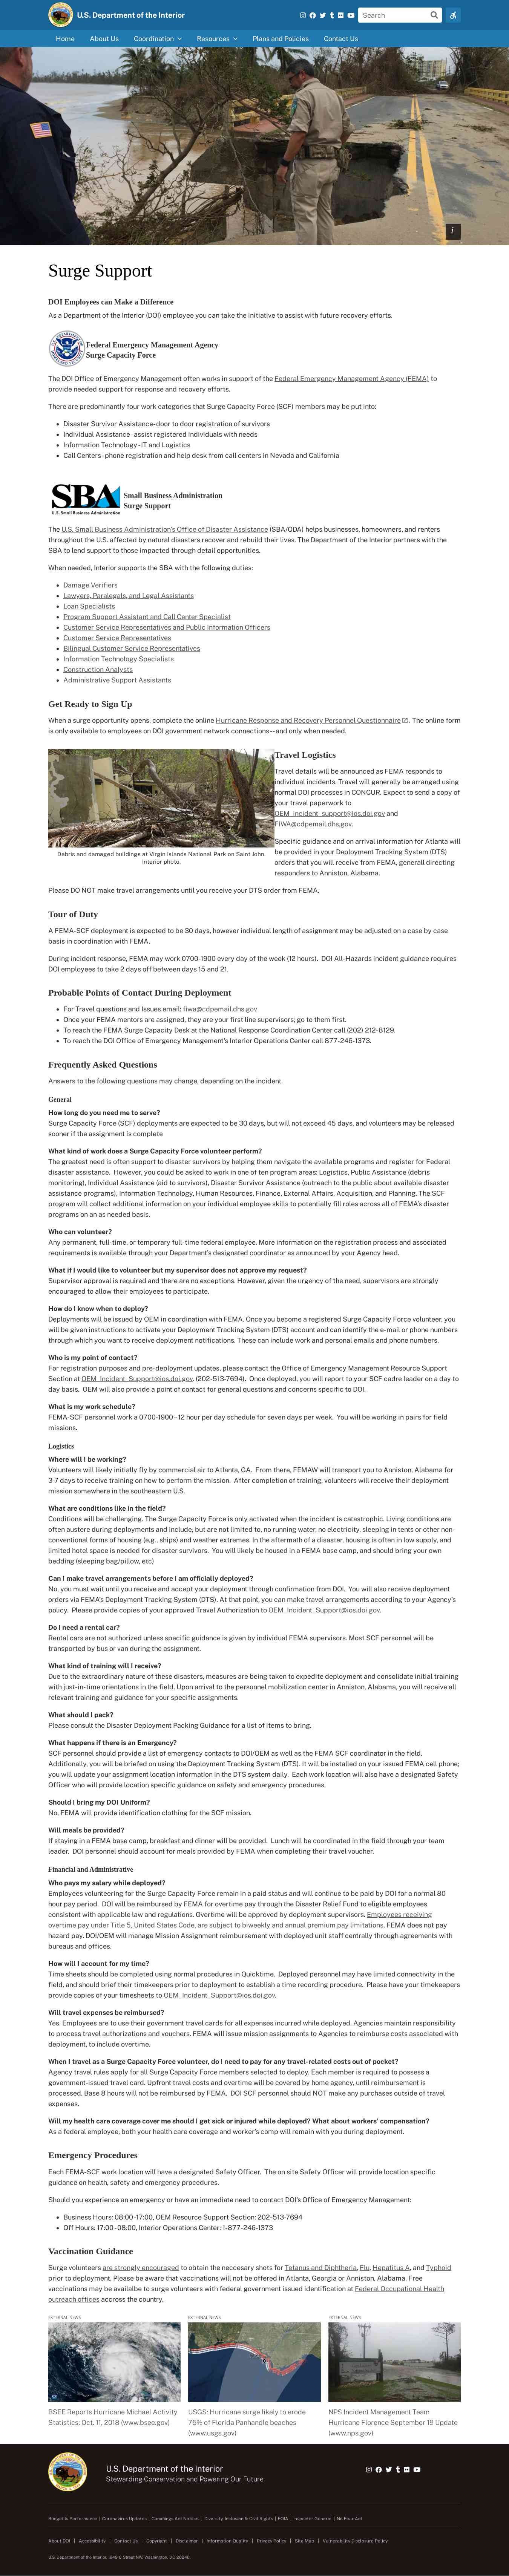 U.S. Department of the Interior
Search
Home
About Us
Coordination
Resources
Plans and Policies
Contact Us
i
Surge Support
DOI Employees can Make a Difference
As a Department of the Interior (DOI) employee you can take the initiative to assist with future recovery efforts.
Federal Emergency Management Agency
Surge Capacity Force
The DOI Office of Emergency Management often works in support of the Federal Emergency Management Agency (FEMA) to
provide needed support for response and recovery efforts.
There are predominantly four work categories that Surge Capacity Force (SCF) members may be put into:
Disaster Survivor Assistance- door to door registration of survivors
Individual Assistance - assist registered individuals with needs
Information Technology - IT and Logistics
Call Centers - phone registration and help desk from call centers in Nevada and California
SBA
U.S. Small Business Administration
Small Business Administration
Surge Support
The U.S. Small Business Administration's Office of Disaster Assistance (SBA/ODA) helps businesses, homeowners, and renters
throughout the U.S. affected by natural disasters recover and rebuild their lives. The Department of the Interior partners with the
SBA to lend support to those impacted through detail opportunities.
When needed, Interior supports the SBA with the following duties:
Damage Verifiers
Lawyers, Paralegals, and Legal Assistants
Loan Specialists
Program Support Assistant and Call Center Specialist
Customer Service Representatives and Public Information Officers
Customer Service Representatives
Bilingual Customer Service Representatives
Information Technology Specialists
Construction Analysts
Administrative Support Assistants
Get Ready to Sign Up
When a surge opportunity opens, complete the online Hurricane Response and Recovery Personnel Questionnaire. The online form
is only available to employees on DOI government network connections -- and only when needed.
Debris and damaged buildings at Virgin Islands National Park on Saint John.
Interior photo.
Travel Logistics
Travel details will be announced as FEMA responds to
individual incidents. Travel will generally be arranged using
normal DOI processes in CONCUR. Expect to send a copy of
your travel paperwork to
OEM_incident_support@ios.doi.gov and
FIWA@cdpemail.dhs.gov.
Specific guidance and on arrival information for Atlanta will
be provided in your Deployment Tracking System (DTS)
orders that you will receive from FEMA, generall directing
responders to Anniston, Alabama.
Please DO NOT make travel arrangements until you receive your DTS order from FEMA.
Tour of Duty
A FEMA-SCF deployment is expected to be 30 days, however individual length of assignment may be adjusted on a case by case
basis in coordination with FEMA.
During incident response, FEMA may work 0700-1900 every day of the week (12 hours).  DOI All-Hazards incident guidance requires
DOI employees to take 2 days off between days 15 and 21.
Probable Points of Contact During Deployment
For Travel questions and Issues email: fiwa@cdpemail.dhs.gov
Once your FEMA mentors are assigned, they are your first line supervisors; go to them first.
To reach the FEMA Surge Capacity Desk at the National Response Coordination Center call (202) 212-8129.
To reach the DOI Office of Emergency Management's Interior Operations Center call 877-246-1373.
Frequently Asked Questions
Answers to the following questions may change, depending on the incident.
General
How long do you need me to serve?
Surge Capacity Force (SCF) deployments are expected to be 30 days, but will not exceed 45 days, and volunteers may be released
sooner if the assignment is complete
What kind of work does a Surge Capacity Force volunteer perform?
The greatest need is often support to disaster survivors by helping them navigate the available programs and register for Federal
disaster assistance.  However, you could be asked to work in one of ten program areas: Logistics, Public Assistance (debris
monitoring), Individual Assistance (aid to survivors), Disaster Survivor Assistance (outreach to the public about available disaster
assistance programs), Information Technology, Human Resources, Finance, External Affairs, Acquisition, and Planning. The SCF
program will collect additional information on your individual emergency skills to potentially fill roles across all of FEMA's disaster
programs on an as needed basis.
Who can volunteer?
Any permanent, full-time, or temporary full-time federal employee. More information on the registration process and associated
requirements is available through your Department's designated coordinator as announced by your Agency head.
What if I would like to volunteer but my supervisor does not approve my request?
Supervisor approval is required and there are no exceptions. However, given the urgency of the need, supervisors are strongly
encouraged to allow their employees to participate.
How do I know when to deploy?
Deployments will be issued by OEM in coordination with FEMA. Once you become a registered Surge Capacity Force volunteer, you
will be given instructions to activate your Deployment Tracking System (DTS) account and can identify the e-mail or phone numbers
through which you want to receive deployment notifications. These can include work and personal emails and phone numbers.
Who is my point of contact?
For registration purposes and pre-deployment updates, please contact the Office of Emergency Management Resource Support
Section at OEM_Incident_Support@ios.doi.gov. (202-513-7694).  Once deployed, you will report to your SCF cadre leader on a day to
day basis.  OEM will also provide a point of contact for general questions and concerns specific to DOI.
What is my work schedule?
FEMA-SCF personnel work a 0700-1900 – 12 hour per day schedule for seven days per week.  You will be working in pairs for field
missions.
Logistics
Where will I be working?
Volunteers will likely initially fly by commercial air to Atlanta, GA.  From there, FEMAW will transport you to Anniston, Alabama for
3-7 days to receive training on how to perform the mission.  After completion of training, volunteers will receive their deployment
mission somewhere in the southeastern U.S.
What are conditions like in the field?
Conditions will be challenging. The Surge Capacity Force is only activated when the incident is catastrophic. Living conditions are
often austere during deployments and include, but are not limited to, no running water, no electricity, sleeping in tents or other non-
conventional forms of housing (e.g., ships) and weather extremes. In the aftermath of a disaster, housing is often in low supply, and
limited hotel space is needed for disaster survivors.  You will likely be housed in a FEMA base camp, and should bring your own
bedding (sleeping bag/pillow, etc)
Can I make travel arrangements before I am officially deployed?
No, you must wait until you receive and accept your deployment through confirmation from DOI.  You will also receive deployment
orders via FEMA's Deployment Tracking System (DTS). At that point, you can make travel arrangements according to your Agency's
policy.  Please provide copies of your approved Travel Authorization to OEM_Incident_Support@ios.doi.gov.
Do I need a rental car?
Rental cars are not authorized unless specific guidance is given by individual FEMA supervisors. Most SCF personnel will be
transported by bus or van during the assignment.
What kind of training will I receive?
Due to the extraordinary nature of these disasters, measures are being taken to expedite deployment and consolidate initial training
with just-in-time orientations in the field. Upon arrival to the personnel mobilization center in Anniston, Alabama, you will receive all
relevant training and guidance for your specific assignments.
What should I pack?
Please consult the Disaster Deployment Packing Guidance for a list of items to bring.
What happens if there is an Emergency?
SCF personnel should provide a list of emergency contacts to DOI/OEM as well as the FEMA SCF coordinator in the field.
Additionally, you will be briefed on using the Deployment Tracking System (DTS). It will be installed on your issued FEMA cell phone;
you will update your assignment location information in the DTS system daily.  Each work location will also have a designated Safety
Officer who will provide location specific guidance on safety and emergency procedures.
Should I bring my DOI Uniform?
No, FEMA will provide identification clothing for the SCF mission.
Will meals be provided?
If staying in a FEMA base camp, breakfast and dinner will be provided.  Lunch will be coordinated in the field through your team
leader.  DOI personnel should account for meals provided by FEMA when completing their travel voucher.
Financial and Administrative
Who pays my salary while deployed?
Employees volunteering for the Surge Capacity Force remain in a paid status and will continue to be paid by DOI for a normal 80
hour pay period.  DOI will be reimbursed by FEMA for overtime pay through the Disaster Relief Fund to eligible employees
consistent with applicable law and regulations. Overtime will be approved by deployment supervisors. Employees receiving
overtime pay under Title 5, United States Code, are subject to biweekly and annual premium pay limitations. FEMA does not pay
hazard pay. DOI/OEM will manage Mission Assignment reimbursement with deployed unit staff centrally through agreements with
bureaus and offices.
How will I account for my time?
Time sheets should be completed using normal procedures in Quicktime.  Deployed personnel may have limited connectivity in the
field, and should brief their timekeepers prior to deployment to establish a time recording procedure.  Please have your timekeepers
provide copies of your timesheets to OEM_Incident_Support@ios.doi.gov.
Will travel expenses be reimbursed?
Yes. Employees are to use their government travel cards for all expenses incurred while deployed. Agencies maintain responsibility
to process travel authorizations and vouchers. FEMA will issue mission assignments to Agencies to reimburse costs associated with
deployment, to include overtime.
When I travel as a Surge Capacity Force volunteer, do I need to pay for any travel-related costs out of pocket?
Agency travel rules apply for all Surge Capacity Force members selected to deploy. Each member is required to possess a
government-issued travel card. Upfront travel costs and overtime will be covered by home agency, until reimbursement is
processed. Base 8 hours will not be reimbursed by FEMA.  DOI SCF personnel should NOT make any purchases outside of travel
expenses.
Will my health care coverage cover me should I get sick or injured while deployed? What about workers' compensation?
As a federal employee, both your health care coverage and worker's comp will remain with you during deployment.
Emergency Procedures
Each FEMA-SCF work location will have a designated Safety Officer.  The on site Safety Officer will provide location specific
guidance on health, safety and emergency procedures.
Should you experience an emergency or have an immediate need to contact DOI's Office of Emergency Management:
Business Hours: 08:00 -17:00, OEM Resource Support Section: 202-513-7694
Off Hours: 17:00 - 08:00, Interior Operations Center: 1-877-246-1373
Vaccination Guidance
Surge volunteers are strongly encouraged to obtain the neccesary shots for Tetanus and Diphtheria, Flu, Hepatitus A, and Typhoid
prior to deployment. Please be aware that vaccinations will not be offered in Atlanta, Georgia or Anniston, Alabama. Free
vaccinations may be availalbe to surge volunteers with federal government issued identification at Federal Occupational Health
outreach offices accross the country.
EXTERNAL NEWS
BSEE Reports Hurricane Michael Activity
Statistics: Oct. 11, 2018 (www.bsee.gov)
EXTERNAL NEWS
USGS: Hurricane surge likely to erode
75% of Florida Panhandle beaches
(www.usgs.gov)
EXTERNAL NEWS
NPS Incident Management Team
Hurricane Florence September 19 Update
(www.nps.gov)
U.S. Department of the Interior
Stewarding Conservation and Powering Our Future
Budget & Performance | Coronavirus Updates | Cummings Act Notices | Diversity, Inclusion & Civil Rights | FOIA | Inspector General | No Fear Act
About DOI | Accessibility | Contact Us | Copyright | Disclaimer | Information Quality | Privacy Policy | Site Map | Vulnerability Disclosure Policy
U.S. Department of the Interior, 1849 C Street NW, Washington, DC 20240.